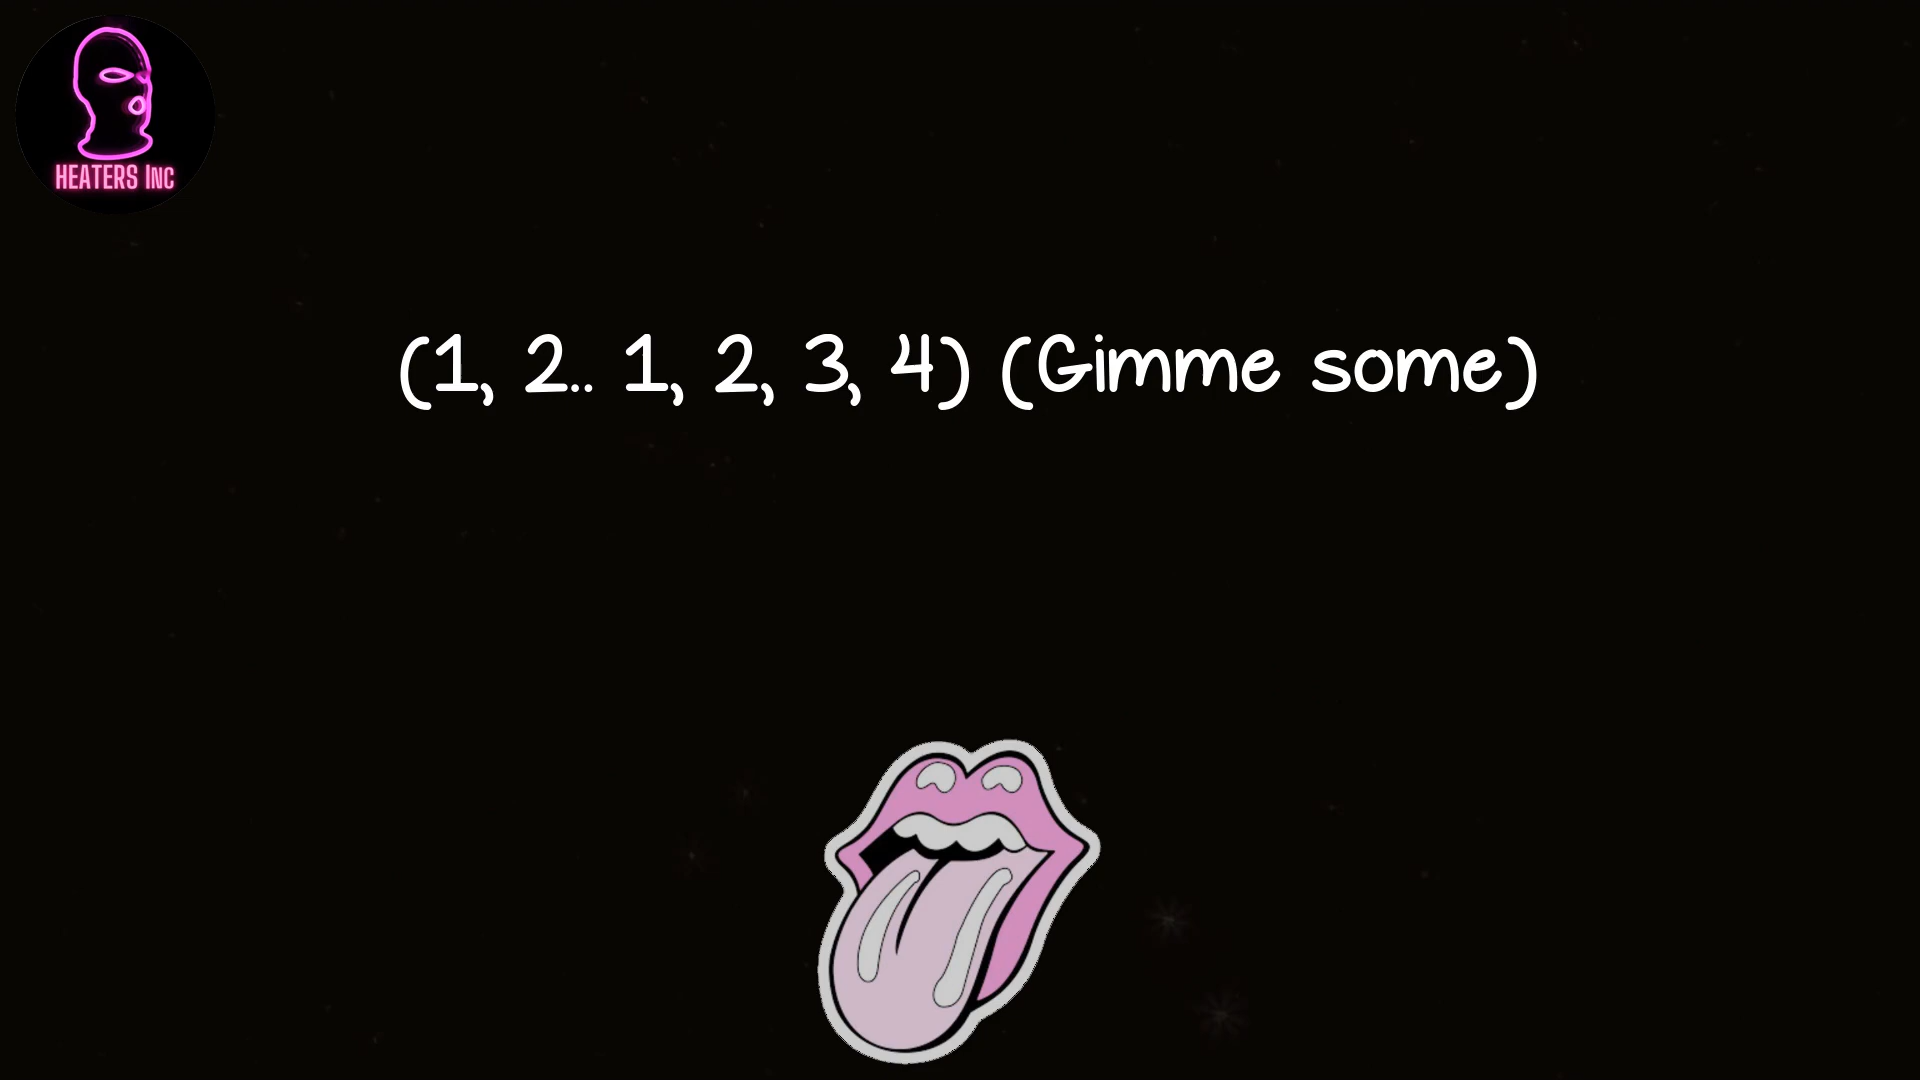 HEATERS INC
(1, 2.. 1, 2, 3, 4) (Gimme some)